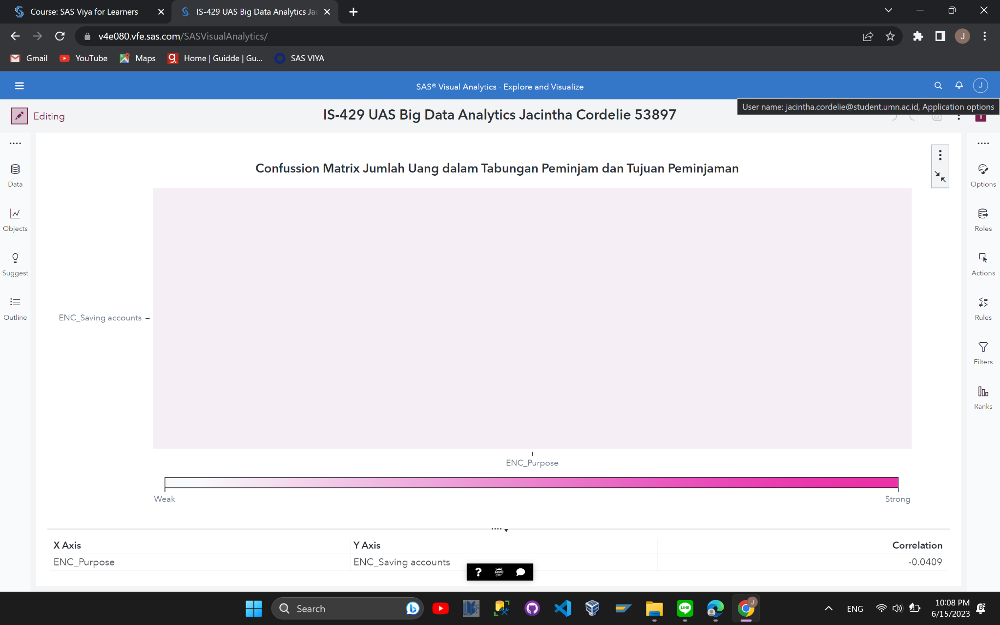 Course: SAS Viya for Learners
IS-429 UAS Big Data Analytics Jac
v4e080.vfe.sas.com/SASVisualAnalytics/
J
Gmail
YouTube
Maps
g.
Home | Guidde | Gu...
SAS VIYA
SAS® Visual Analytics - Explore and Visualize
J
Editing
IS-429 UAS Big Data Analytics Jacintha Cordelie 53897
User name: jacintha.cordelie@student.umn.ac.id, Application options
Data
Objects
Suggest
Outline
Confussion Matrix Jumlah Uang dalam Tabungan Peminjam dan Tujuan Peminjaman
ENC_Saving accounts
ENC_Purpose
Weak
Strong
Options
Roles
Actions
Rules
Filters
Ranks
X Axis
Y Axis
Correlation
ENC_Purpose
ENC_Saving accounts
-0.0409
?
jupyter
Search
LINE
J
ENG
10:08 PM
6/15/2023